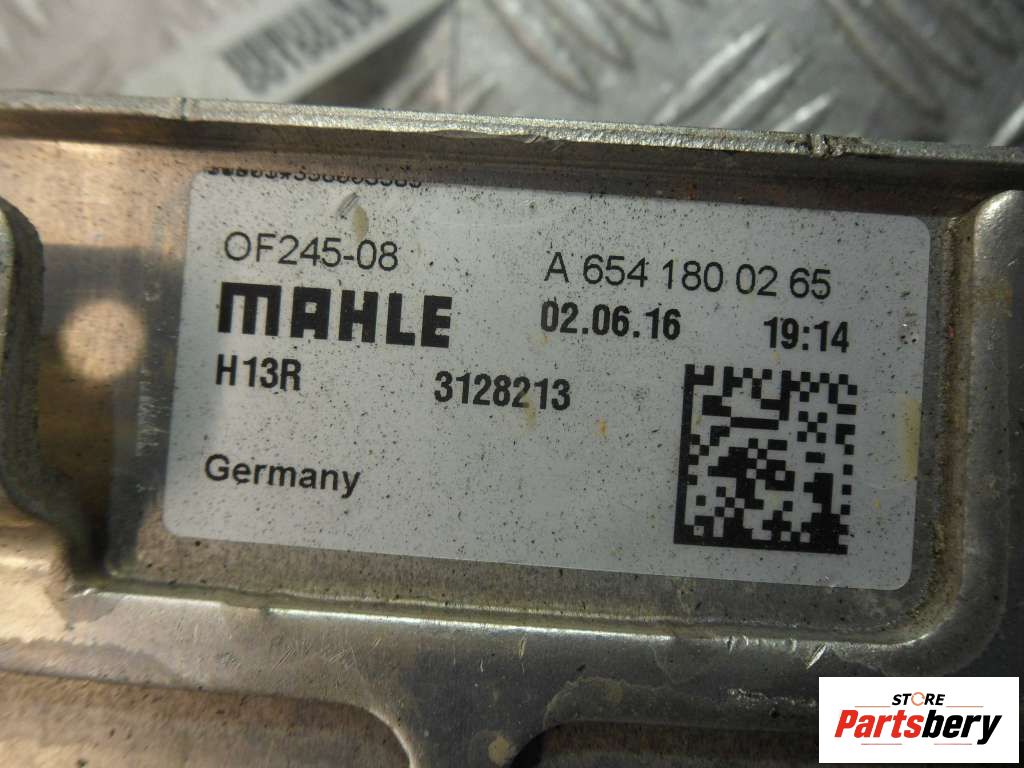 OF245-08 A 654 180 02 65
MAHLE 02.06.16 19:14
H13R 3128213
Germany
STORE
Partsbery